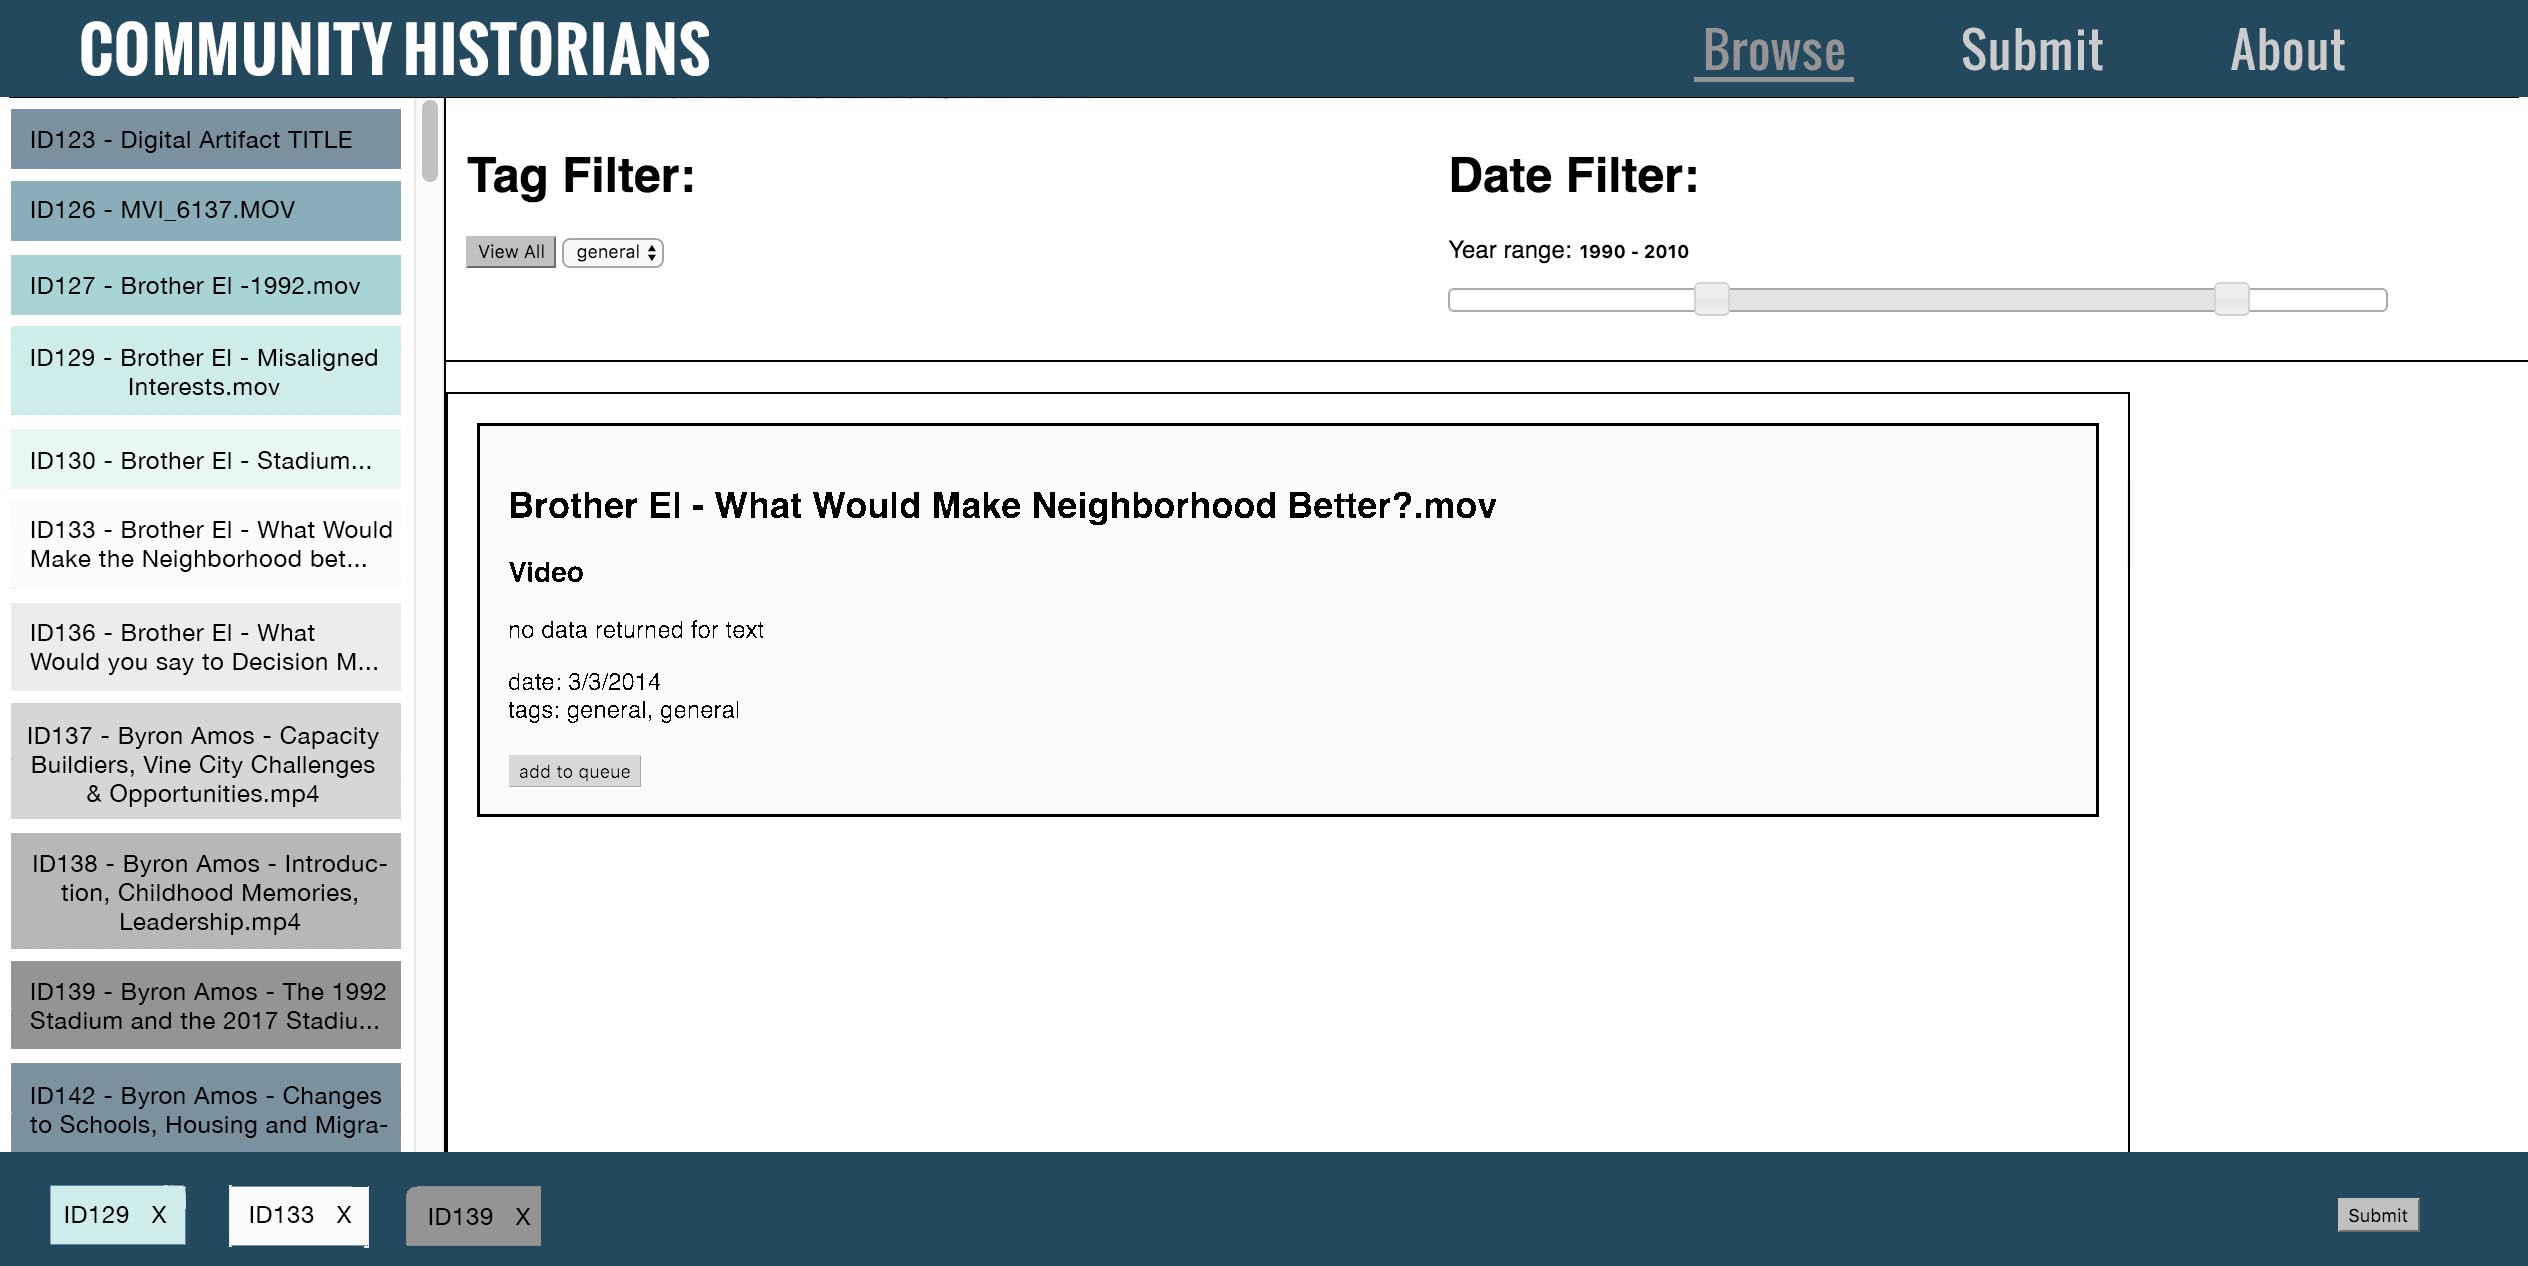 COMMUNITY HISTORIANS
Browse
Submit
About
ID123 - Digital Artifact TITLE
ID126 - MVI_6137.MOV
ID127 - Brother El -1992.mov
ID129 - Brother El - Misaligned
Interests.mov
ID130 - Brother El - Stadium...
ID133 - Brother El - What Would
Make the Neighborhood bet...
ID136 - Brother El - What
Would you say to Decision M...
ID137 - Byron Amos - Capacity
Buildiers, Vine City Challenges
& Opportunities.mp4
ID138 - Byron Amos - Introduc-
tion, Childhood Memories,
Leadership.mp4
ID139 - Byron Amos - The 1992
Stadium and the 2017 Stadiu...
ID142 - Byron Amos - Changes
to Schools, Housing and Migra-
Tag Filter:
View All
general
Date Filter:
Year range: 1990 - 2010
Brother El - What Would Make Neighborhood Better?.mov
Video
no data returned for text
date: 3/3/2014
tags: general, general
add to queue
ID129 X
ID133 X
ID139 X
Submit